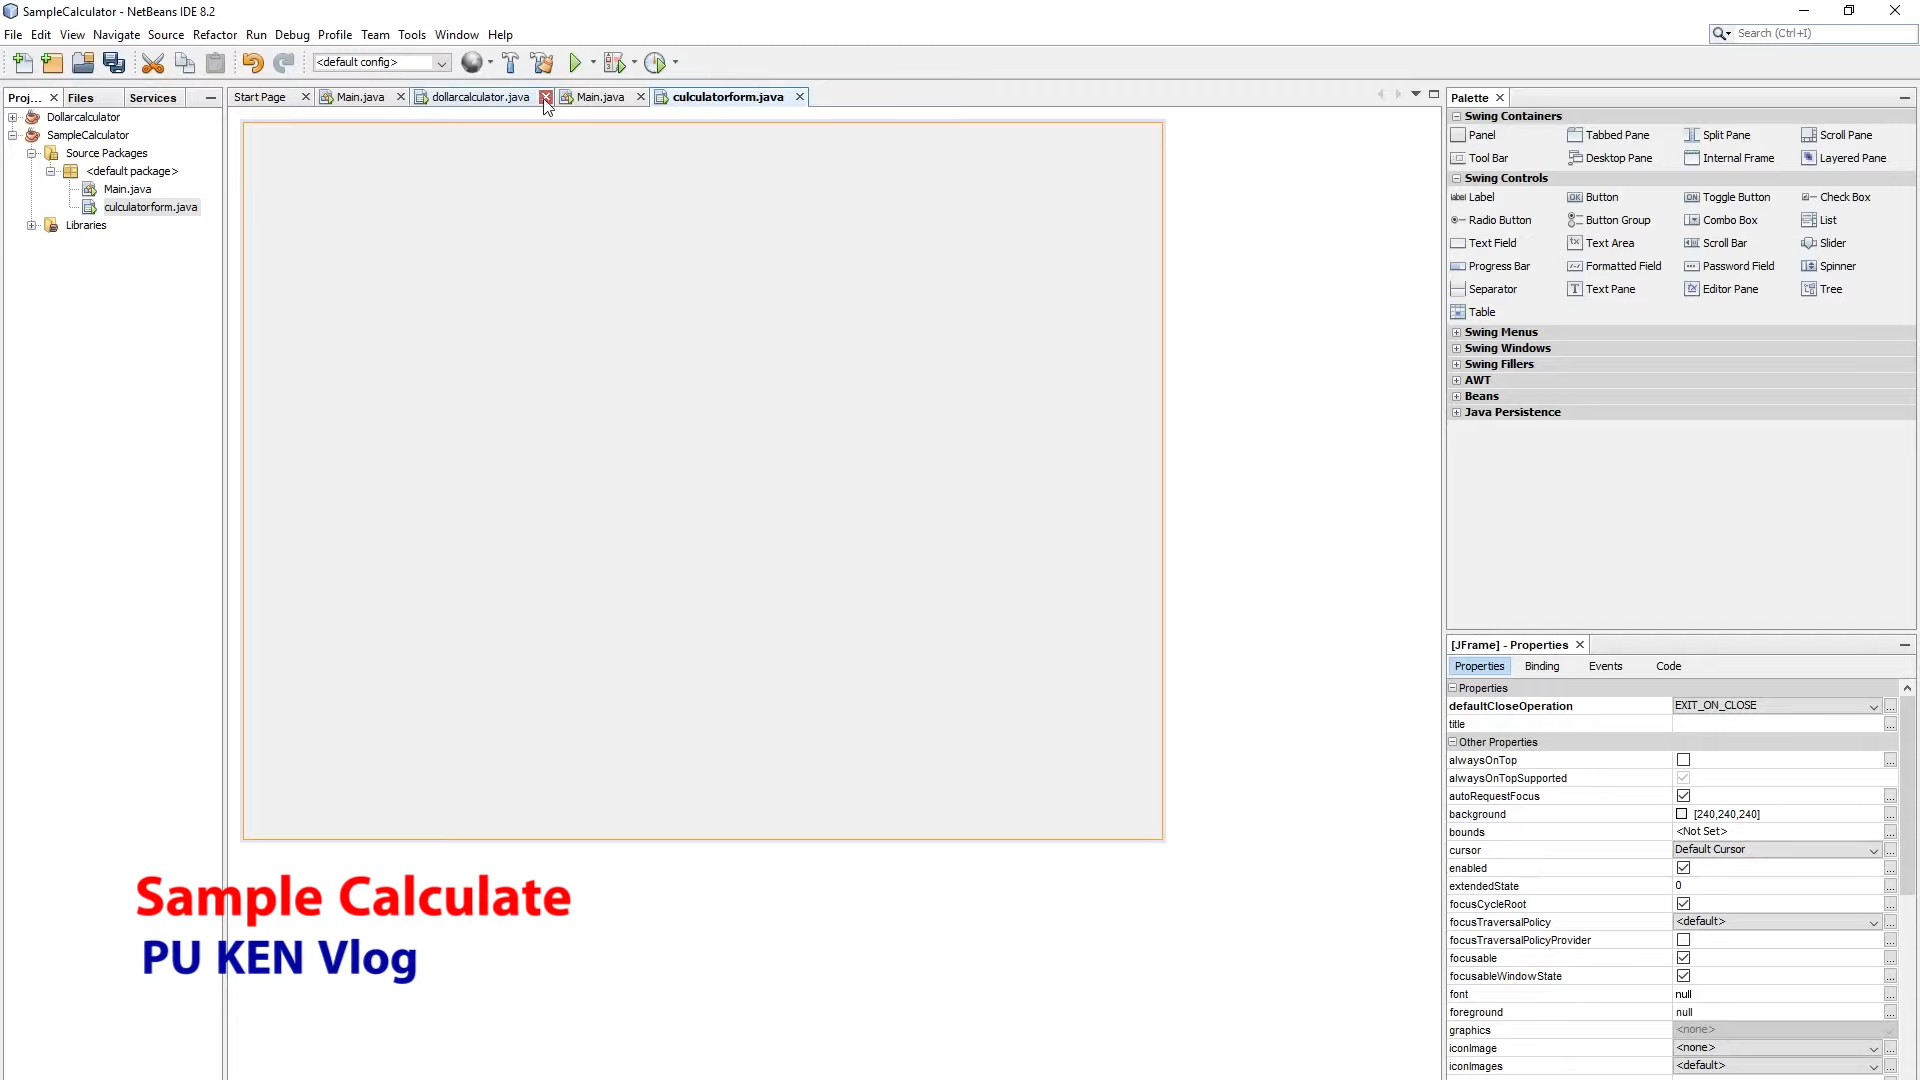 SampleCalculator - NetBeans IDE 8.2
File Edit View Navigate Source Refactor Run Debug Profile Team Tools Window Help
Search (Ctrl+I)
<default config>
Proj... Files Services
Start Page Main.java dollarcalculator.java Main.java culculatorform.java
Dollarcalculator
SampleCalculator
Source Packages
<default package>
Main.java
culculatorform.java
Libraries
Palette
Swing Containers
Panel Tabbed Pane Split Pane Scroll Pane
Tool Bar Desktop Pane Internal Frame Layered Pane
Swing Controls
Label Button Toggle Button Check Box
Radio Button Button Group Combo Box List
Text Field Text Area Scroll Bar Slider
Progress Bar Formatted Field Password Field Spinner
Separator Text Pane Editor Pane Tree
Table
Swing Menus
Swing Windows
Swing Fillers
AWT
Beans
Java Persistence
[JFrame] - Properties
Properties Binding Events Code
Properties
defaultCloseOperation EXIT_ON_CLOSE
title
Other Properties
alwaysOnTop
alwaysOnTopSupported
autoRequestFocus
background [240,240,240]
bounds <Not Set>
cursor Default Cursor
enabled
extendedState 0
focusCycleRoot
focusTraversalPolicy <default>
focusTraversalPolicyProvider
focusable
focusableWindowState
font null
foreground null
graphics <none>
iconImage <none>
iconImages <default>
Sample Calculate
PU KEN Vlog